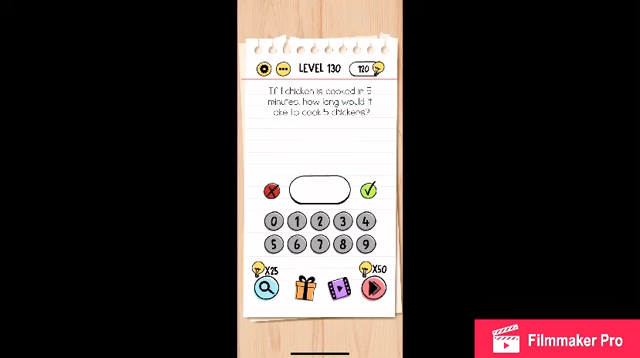 LEVEL 130
120
If 1 chicken is cooked in 5
minutes, how long would it
ake to cook 5 chickens?
0 1 2 3 4
5 6 7 8 9
X25
X50
Filmmaker Pro